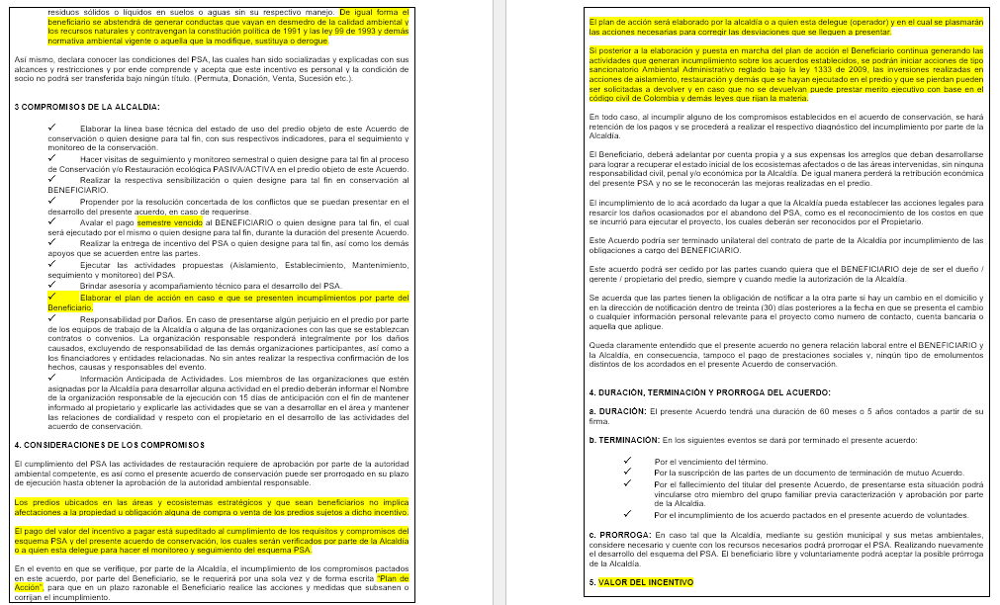 residuos sólidos o líquidos en suelos o aguas sin su respectivo manejo. De igual forma el
beneficiario se abstendrá de generar conductas que vayan en desmedro de la calidad ambiental y
los recursos naturales y contravengan la constitución política de 1991 y las ley 99 de 1993 y demás
normativa ambiental vigente o aquella que la modifique, sustituya o derogue.
Así mismo, declara conocer las condiciones del PSA, las cuales han sido socializadas y explicadas con sus
alcances y restricciones y por ende comprende y acepta que este incentivo es personal y la condición de
socio no podrá ser transferida bajo ningún título. (Permuta, Donación, Venta, Sucesión etc.).
3 COMPROMISOS DE LA ALCALDIA:
✓ Elaborar la línea base técnica del estado de uso del predio objeto de este Acuerdo de
conservación o quien designe para tal fin, con sus respectivos indicadores, para el seguimiento y
monitoreo de la conservación.
✓ Hacer visitas de seguimiento y monitoreo semestral o quien designe para tal fin al proceso
de Conservación y/o Restauración ecológica PASIVA/ACTIVA en el predio objeto de este Acuerdo.
✓ Realizar la respectiva sensibilización o quien designe para tal fin en conservación al
BENEFICIARIO.
✓ Propender por la resolución concertada de los conflictos que se puedan presentar en el
desarrollo del presente acuerdo, en caso de requerirse.
✓ Avalar el pago semestre vencido al BENEFICIARIO o quien designe para tal fin, el cual
será ejecutado por el mismo o quien designe para tal fin, durante la duración del presente Acuerdo.
✓ Realizar la entrega de incentivo del PSA o quien designe para tal fin, así como los demás
apoyos que se acuerden entre las partes.
✓ Ejecutar las actividades propuestas (Aislamiento, Establecimiento, Mantenimiento,
seguimiento y monitoreo) del PSA.
✓ Brindar asesoría y acompañamiento técnico para el desarrollo del PSA.
✓ Elaborar el plan de acción en caso e que se presenten incumplimientos por parte del
Beneficiario.
✓ Responsabilidad por Daños. En caso de presentarse algún perjuicio en el predio por parte
de los equipos de trabajo de la Alcaldía o alguna de las organizaciones con las que se establezcan
contratos o convenios. La organización responsable responderá integralmente por los daños
causados, excluyendo de responsabilidad de las demás organizaciones participantes, así como a
los financiadores y entidades relacionadas. No sin antes realizar la respectiva confirmación de los
hechos, causas y responsables del evento.
✓ Información Anticipada de Actividades. Los miembros de las organizaciones que estén
asignadas por la Alcaldía para desarrollar alguna actividad en el predio deberán informar el Nombre
de la organización responsable de la ejecución con 15 días de anticipación con el fin de mantener
informado al propietario y explicarle las actividades que se van a desarrollar en el área y mantener
las relaciones de cordialidad y respeto con el propietario en el desarrollo de las actividades del
acuerdo de conservación.
4. CONSIDERACIONES DE LOS COMPROMISOS
El cumplimiento del PSA las actividades de restauración requiere de aprobación por parte de la autoridad
ambiental competente, es así como el presente acuerdo de conservación puede ser prorrogado en su plazo
de ejecución hasta obtener la aprobación de la autoridad ambiental responsable.
Los predios ubicados en las áreas y ecosistemas estratégicos y que sean beneficiarios no implica
afectaciones a la propiedad u obligación alguna de compra o venta de los predios sujetos a dicho incentivo.
El pago del valor del incentivo a pagar está supeditado al cumplimiento de los requisitos y compromisos del
esquema PSA y del presente acuerdo de conservación, los cuales serán verificados por parte de la Alcaldía
o a quien esta delegue para hacer el monitoreo y seguimiento del esquema PSA.
En el evento en que se verifique, por parte de la Alcaldía, el incumplimiento de los compromisos pactados
en este acuerdo, por parte del Beneficiario, se le requerirá por una sola vez y de forma escrita "Plan de
Acción", para que en un plazo razonable el Beneficiario realice las acciones y medidas que subsanen o
corrijan el incumplimiento.
El plan de acción será elaborado por la alcaldía o a quien esta delegue (operador) y en el cual se plasmarán
las acciones necesarias para corregir las desviaciones que se lleguen a presentar.
Si posterior a la elaboración y puesta en marcha del plan de acción el Beneficiario continua generando las
actividades que generan incumplimiento sobre los acuerdos establecidos, se podrán iniciar acciones de tipo
sancionatorio Ambiental Administrativo reglado bajo la ley 1333 de 2009, las inversiones realizadas en
acciones de aislamiento, restauración y demás que se hayan ejecutado en el predio y que se pierdan pueden
ser solicitadas a devolver y en caso que no se devuelvan puede prestar merito ejecutivo con base en el
código civil de Colombia y demás leyes que rijan la materia.
En todo caso, al incumplir alguno de los compromisos establecidos en el acuerdo de conservación, se hará
retención de los pagos y se procederá a realizar el respectivo diagnóstico del incumplimiento por parte de la
Alcaldía.
El Beneficiario, deberá adelantar por cuenta propia y a sus expensas los arreglos que deban desarrollarse
para lograr a recuperar el estado inicial de los ecosistemas afectados o de las áreas intervenidas, sin ninguna
responsabilidad civil, penal y/o económica por la Alcaldía. De igual manera perderá la retribución económica
del presente PSA y no se le reconocerán las mejoras realizadas en el predio.
El incumplimiento de lo acá acordado da lugar a que la Alcaldía pueda establecer las acciones legales para
resarcir los daños ocasionados por el abandono del PSA, como es el reconocimiento de los costos en que
se incurrió para ejecutar el proyecto, los cuales deberán ser reconocidos por el Propietario.
Este Acuerdo podría ser terminado unilateral del contrato de parte de la Alcaldía por incumplimiento de las
obligaciones a cargo del BENEFICIARIO.
Este acuerdo podrá ser cedido por las partes cuando quiera que el BENEFICIARIO deje de ser el dueño /
gerente / propietario del predio, siempre y cuando medie la autorización de la Alcaldía.
Se acuerda que las partes tienen la obligación de notificar a la otra parte si hay un cambio en el domicilio y
en la dirección de notificación dentro de treinta (30) días posteriores a la fecha en que se presenta el cambio
o cualquier información personal relevante para el proyecto como numero de contacto, cuenta bancaria o
aquella que aplique.
Queda claramente entendido que el presente acuerdo no genera relación laboral entre el BENEFICIARIO y
la Alcaldía, en consecuencia, tampoco el pago de prestaciones sociales y, ningún tipo de emolumentos
distintos de los acordados en el presente Acuerdo de conservación.
4. DURACIÓN, TERMINACIÓN Y PRORROGA DEL ACUERDO:
a. DURACIÓN: El presente Acuerdo tendrá una duración de 60 meses o 5 años contados a partir de su
firma.
b. TERMINACIÓN: En los siguientes eventos se dará por terminado el presente acuerdo:
✓ Por el vencimiento del término.
✓ Por la suscripción de las partes de un documento de terminación de mutuo Acuerdo.
✓ Por el fallecimiento del titular del presente Acuerdo, de presentarse esta situación podrá
vincularse otro miembro del grupo familiar previa caracterización y aprobación por parte
de la Alcaldía.
✓ Por el incumplimiento de los acuerdo pactados en el presente acuerdo de voluntades.
c. PRORROGA: En caso tal que la Alcaldía, mediante su gestión municipal y sus metas ambientales,
considere necesario y cuente con los recursos necesarios podrá prorrogar el PSA. Realizando nuevamente
el desarrollo del esquema del PSA. El beneficiario libre y voluntariamente podrá aceptar la posible prórroga
de la Alcaldía.
5. VALOR DEL INCENTIVO